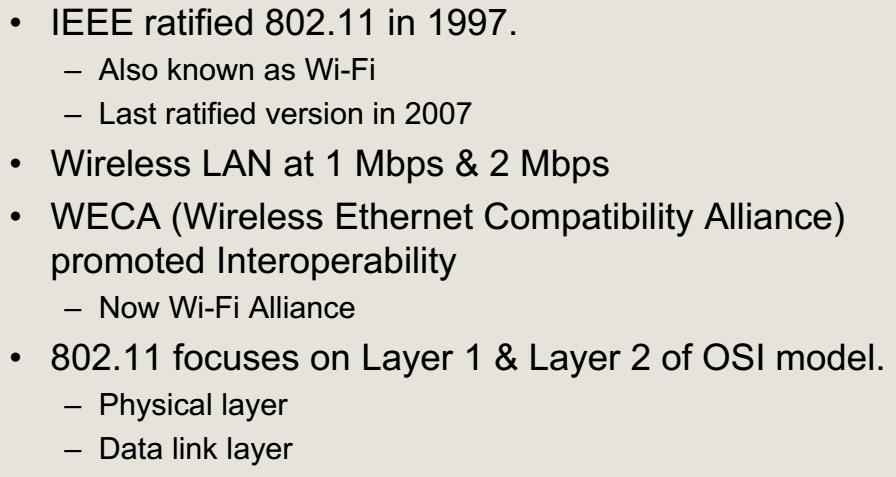 • IEEE ratified 802.11 in 1997.
– Also known as Wi-Fi
– Last ratified version in 2007
• Wireless LAN at 1 Mbps & 2 Mbps
• WECA (Wireless Ethernet Compatibility Alliance)
promoted Interoperability
– Now Wi-Fi Alliance
• 802.11 focuses on Layer 1 & Layer 2 of OSI model.
– Physical layer
– Data link layer